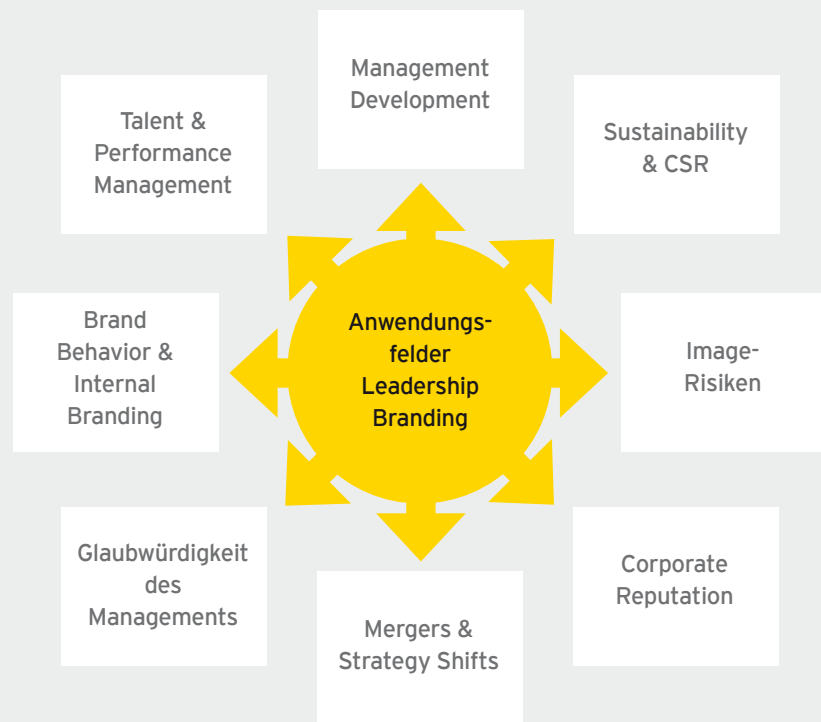 Management
Development
Talent &
Performance
Management
Sustainability
& CSR
Brand
Behavior &
Internal
Branding
Anwendungs-
felder
Leadership
Branding
Image-
Risiken
Glaubwürdigkeit
des
Managements
Mergers &
Strategy Shifts
Corporate
Reputation